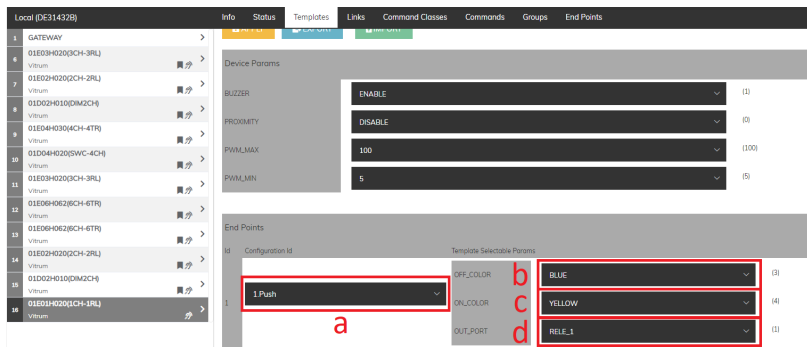 Local (DE31432B)
Info Status Templates Links Command Classes Commands Groups End Points
1 GATEWAY
6 01E03H020(3CH-3RL)
Vitrum
7 01E02H020(2CH-2RL)
Vitrum
8 01D02H010(DIM2CH)
Vitrum
9 01E04H030(4CH-4TR)
Vitrum
10 01D04H020(SWC-4CH)
Vitrum
11 01E03H020(3CH-3RL)
Vitrum
12 01E06H062(6CH-6TR)
Vitrum
13 01E06H062(6CH-6TR)
Vitrum
14 01E02H020(2CH-2RL)
Vitrum
15 01D02H010(DIM2CH)
Vitrum
16 01E01H020(1CH-1RL)
Vitrum
APPLY EXPORT IMPORT
Device Params
BUZZER ENABLE (1)
PROXIMITY DISABLE (0)
PWM_MAX 100 (100)
PWM_MIN 5 (5)
End Points
Id Configuration Id Template Selectable Params
1 1.Push
a
OFF_COLOR b BLUE (3)
ON_COLOR c YELLOW (4)
OUT_PORT d RELE_1 (1)